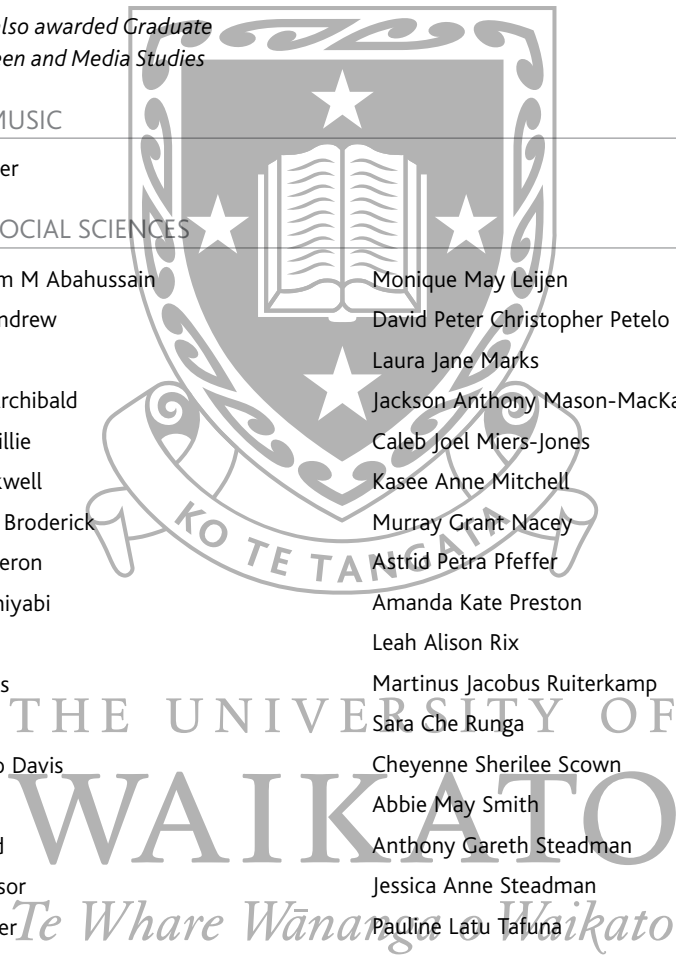 also awarded Graduate
een and Media Studies
MUSIC
er
OCIAL SCIENCES
m M Abahussain
ndrew
rchibald
illie
kwell
Broderick
eron
niyabi
s
o Davis
d
sor
er
Monique May Leijen
David Peter Christopher Petelo
Laura Jane Marks
Jackson Anthony Mason-MacKa
Caleb Joel Miers-Jones
Kasee Anne Mitchell
Murray Grant Nacey
Astrid Petra Pfeffer
Amanda Kate Preston
Leah Alison Rix
Martinus Jacobus Ruiterkamp
Sara Che Runga
Cheyenne Sherilee Scown
Abbie May Smith
Anthony Gareth Steadman
Jessica Anne Steadman
Pauline Latu Tafuna
KO TE TANGATA
THE UNIVERSITY OF
WAIKATO
Te Whare Wānanga o Waikato